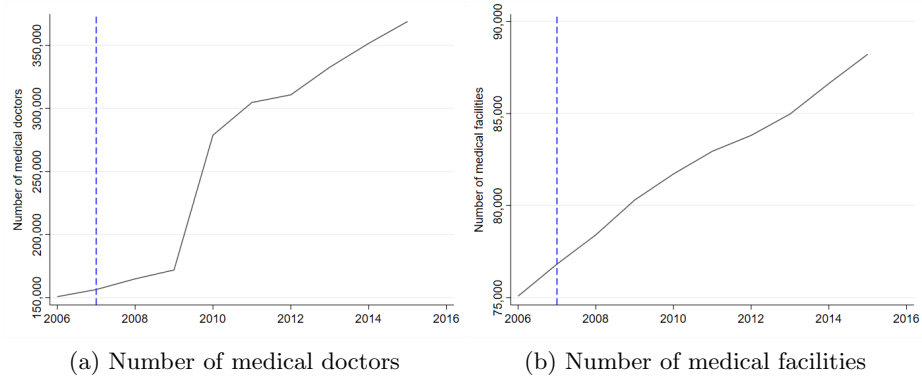 Number of medical doctors
350,000
300,000
250,000
200,000
150,000
2006 2008 2010 2012 2014 2016
(a) Number of medical doctors
Number of medical facilities
90,000
85,000
80,000
75,000
2006 2008 2010 2012 2014 2016
(b) Number of medical facilities